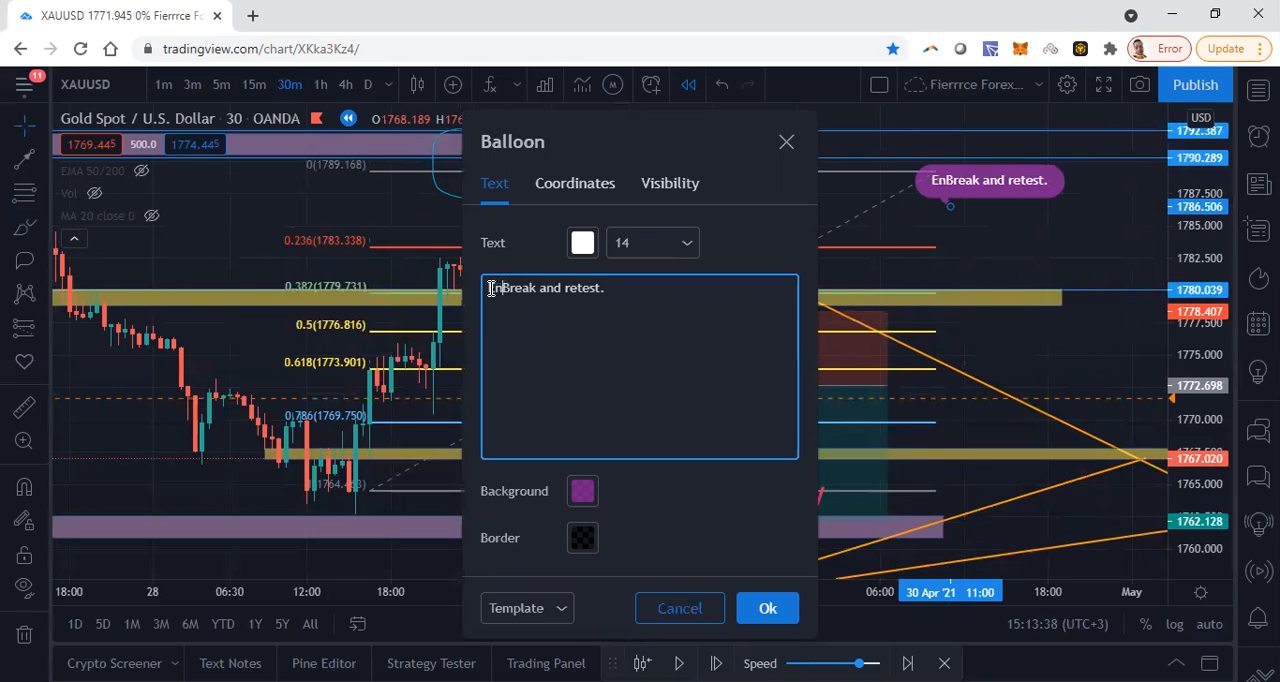 XAUUSD 1771.945 0% Fierrrce Fo
tradingview.com/chart/XKka3Kz4/
Error
Update
11
XAUUSD
1m 3m 5m 15m 30m 1h 4h D
M
Fierrrce Forex...
Publish
Gold Spot / U.S. Dollar · 30 · OANDA
O1768.189 H176
USD
1769.445 500.0 1774.445
EMA 50/200
Vol
MA 20 close 0
0(1789.168)
0.236(1783.338)
0.382(1779.731)
0.5(1776.816)
0.618(1773.901)
0.786(1769.750)
Balloon
Text Coordinates Visibility
Text
14
EnBreak and retest.
Background
Border
Template
Cancel
Ok
EnBreak and retest.
1792.387
1790.289
1787.500
1786.506
1785.000
1782.500
1780.039
1778.407
1777.500
1775.000
1772.698
1770.000
1767.020
1765.000
1762.128
1760.000
18:00 28 06:30 12:00 18:00 06:00 30 Apr '21 11:00 18:00 May
1D 5D 1M 3M 6M YTD 1Y 5Y All
15:13:38 (UTC+3) % log auto
Crypto Screener Text Notes Pine Editor Strategy Tester Trading Panel
Speed